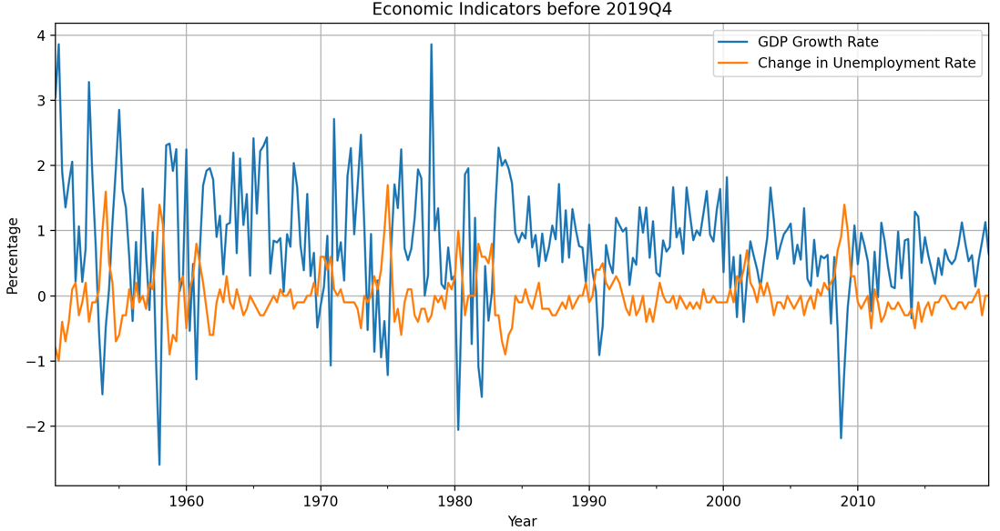 Economic Indicators before 2019Q4
GDP Growth Rate
Change in Unemployment Rate
Percentage
4
3
2
1
0
−1
−2
1960
1970
1980
1990
2000
2010
Year